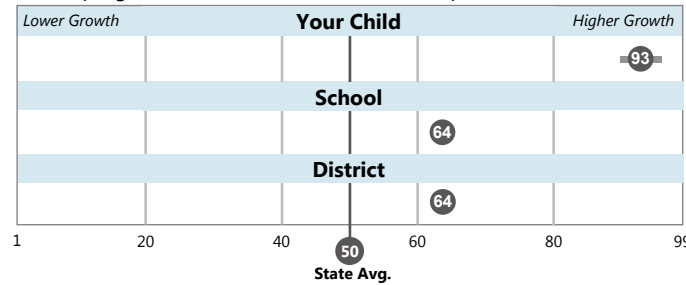 Lower Growth Your Child Higher Growth
93
School
64
District
64
1 20 40 50 60 80 99
State Avg.